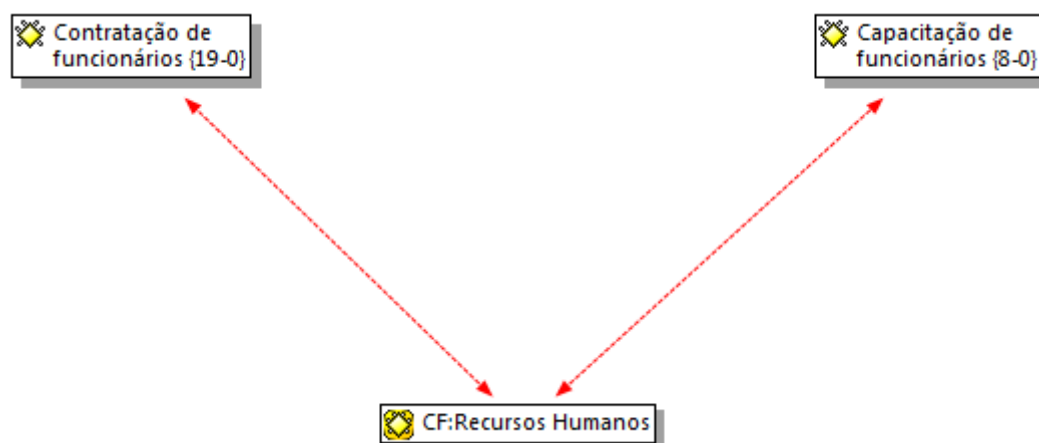 Contratação de
funcionários {19-0}
Capacitação de
funcionários {8-0}
CF:Recursos Humanos